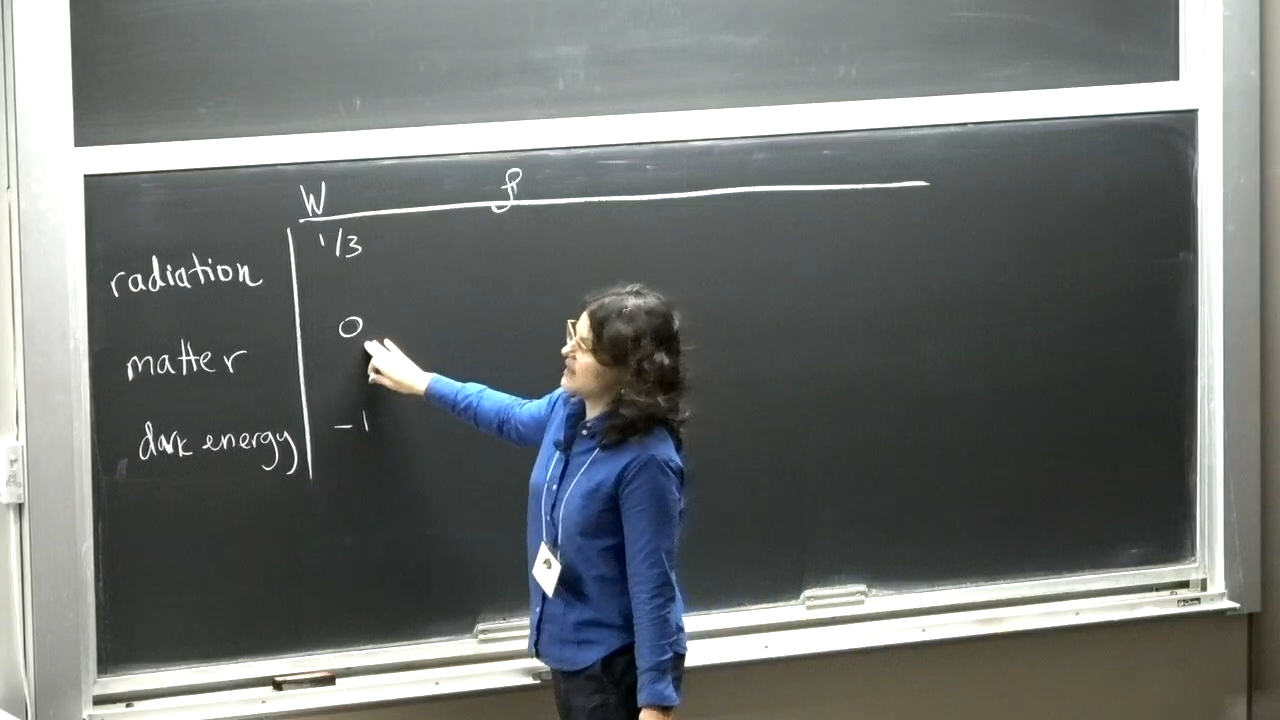 W ρ
radiation 1/3
matter 0
dark energy -1